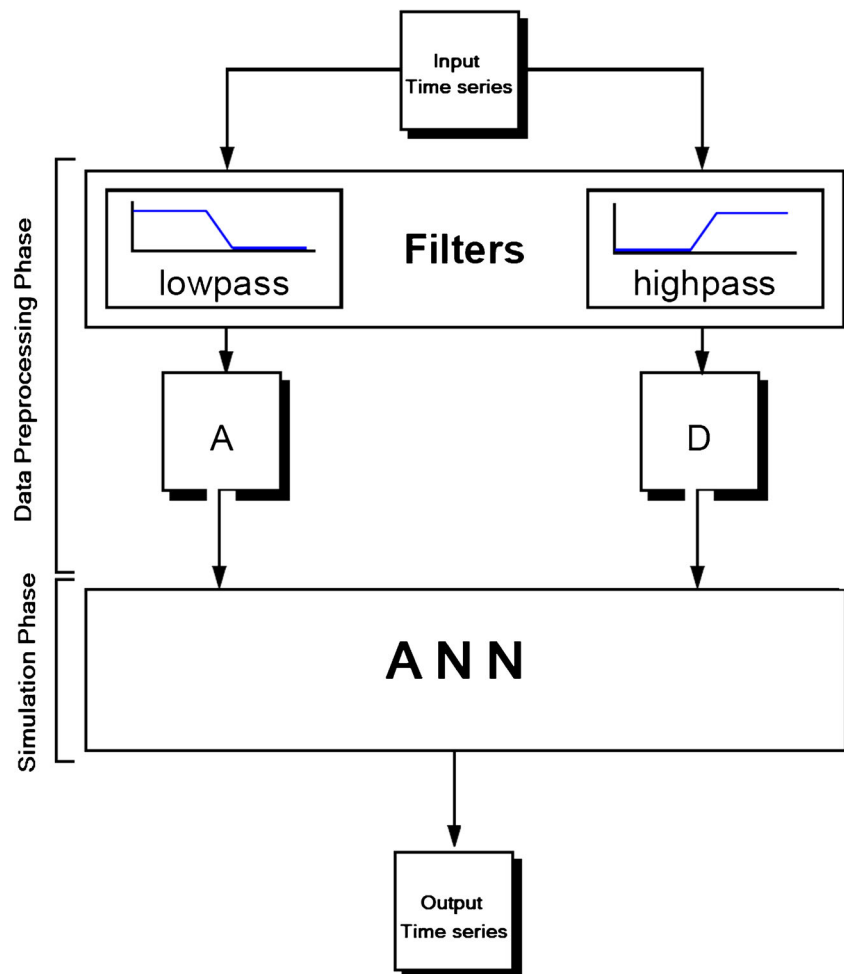 Input
Time series
Filters
lowpass
highpass
Data Preprocessing Phase
A
D
Simulation Phase
A N N
Output
Time series